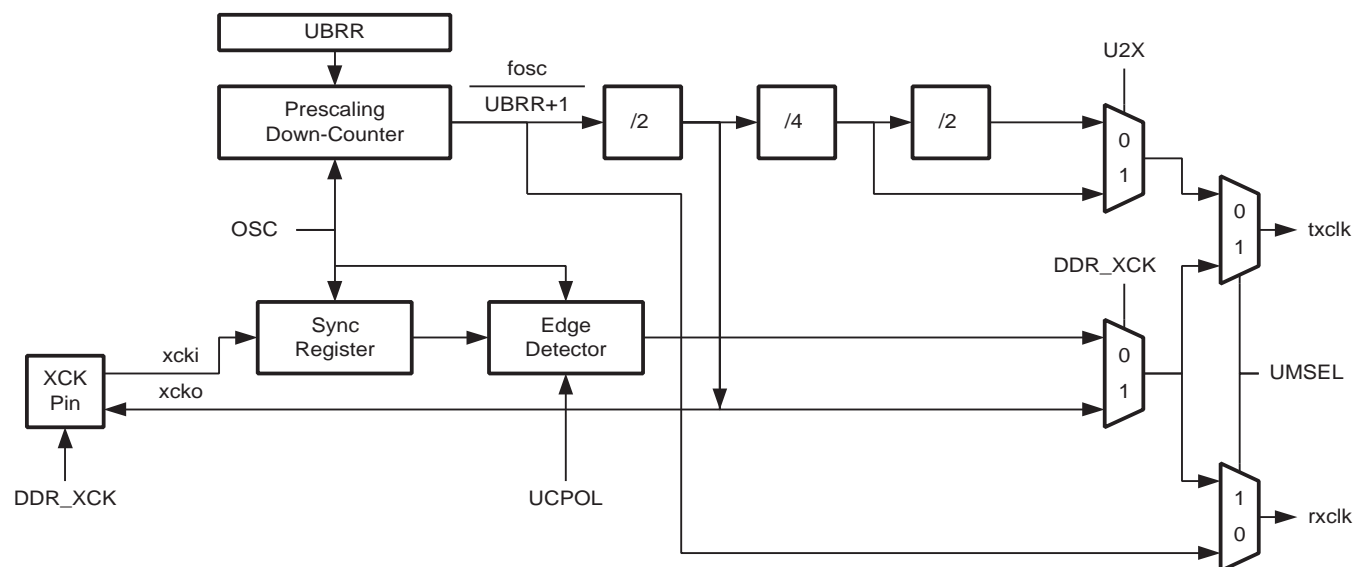 UBRR
fosc
UBRR+1
U2X
Prescaling
Down-Counter
/2
/4
/2
0
1
OSC
0
1
txclk
DDR_XCK
Sync
Register
Edge
Detector
xcki
0
1
UMSEL
XCK
Pin
xcko
DDR_XCK
UCPOL
1
0
rxclk